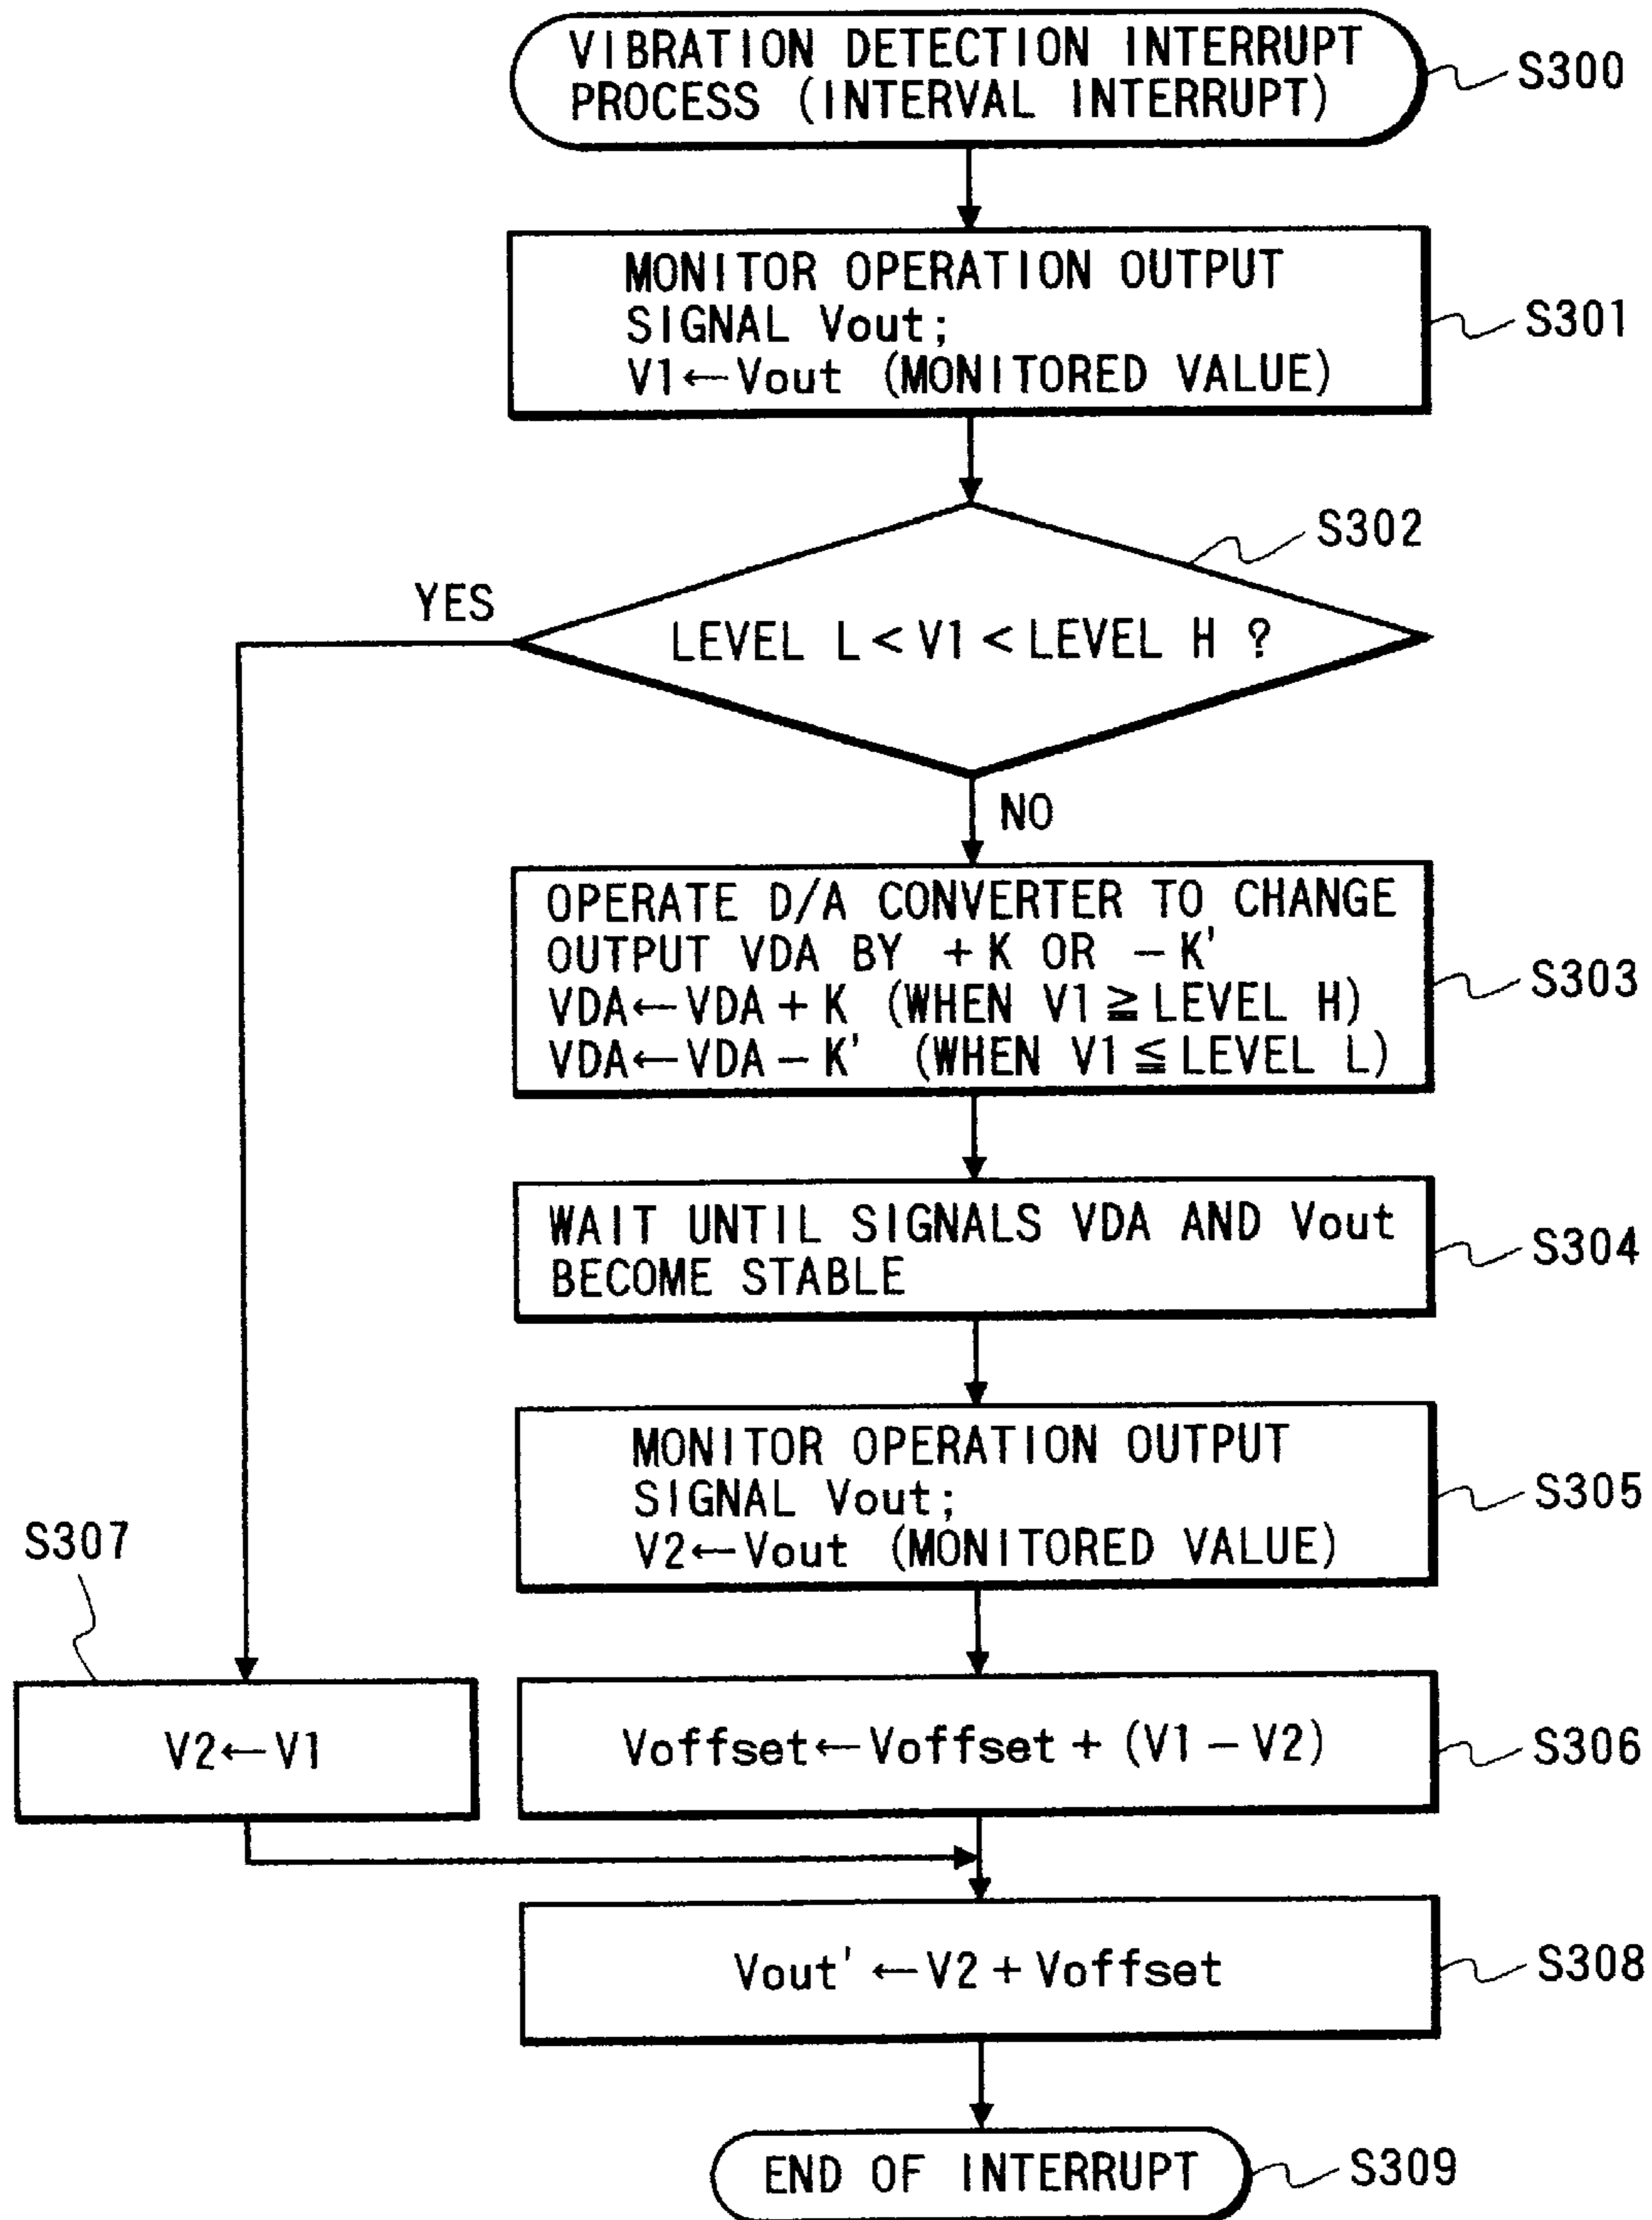 VIBRATION DETECTION INTERRUPT
PROCESS (INTERVAL INTERRUPT)
S300
MONITOR OPERATION OUTPUT
SIGNAL Vout;
V1←Vout (MONITORED VALUE)
S301
S302
YES
LEVEL L < V1 < LEVEL H ?
NO
OPERATE D/A CONVERTER TO CHANGE
OUTPUT VDA BY +K OR −K'
VDA←VDA+K (WHEN V1≧LEVEL H)
VDA←VDA−K' (WHEN V1≦LEVEL L)
S303
WAIT UNTIL SIGNALS VDA AND Vout
BECOME STABLE
S304
MONITOR OPERATION OUTPUT
SIGNAL Vout;
V2←Vout (MONITORED VALUE)
S305
S307
V2←V1
Voffset←Voffset + (V1−V2)
S306
Vout'←V2+Voffset
S308
END OF INTERRUPT
S309